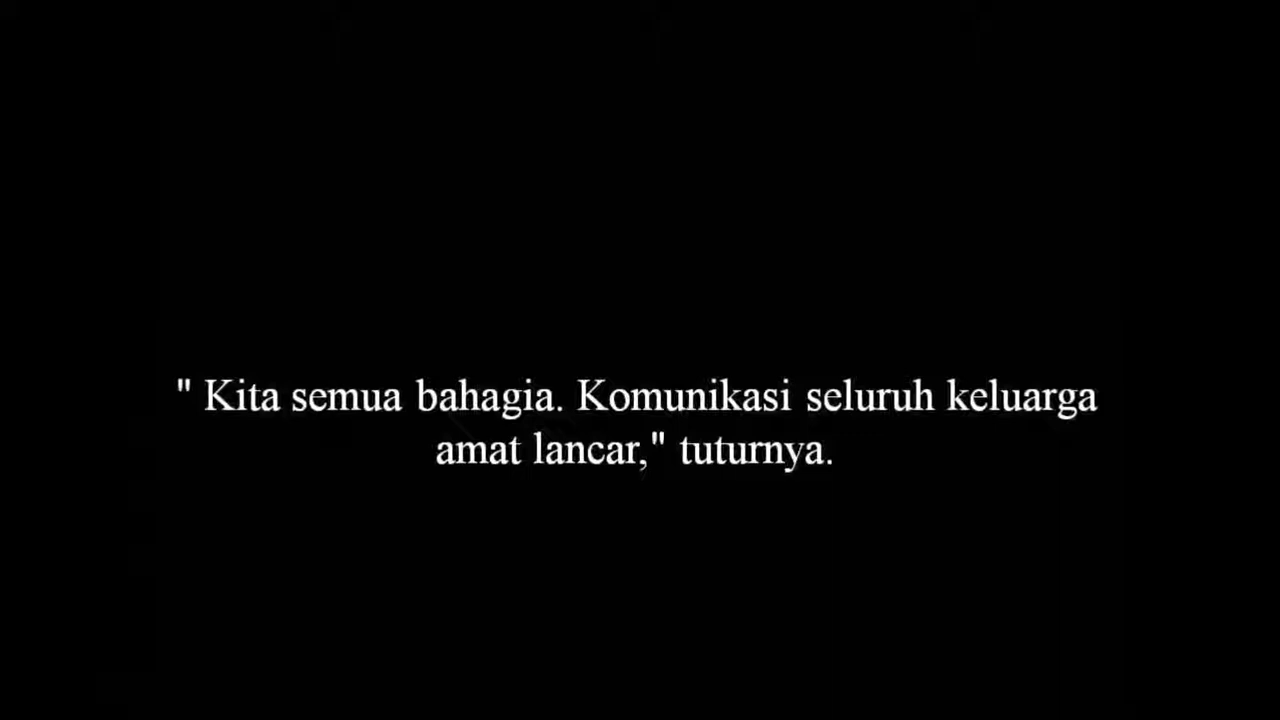 " Kita semua bahagia. Komunikasi seluruh keluarga
amat lancar," tuturnya.